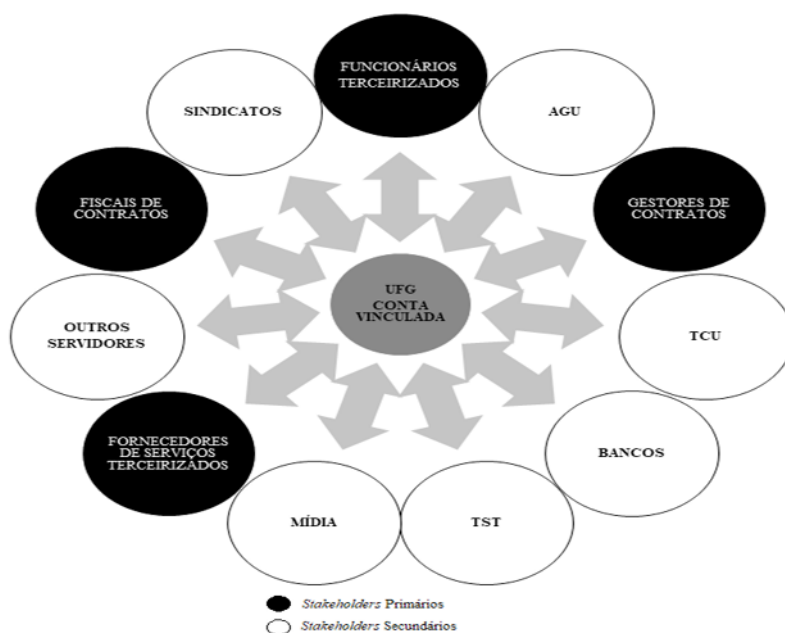 FUNCIONÁRIOS
TERCEIRIZADOS
SINDICATOS
AGU
FISCAIS DE
CONTRATOS
GESTORES DE
CONTRATOS
UFG
CONTA
VINCULADA
OUTROS
SERVIDORES
TCU
FORNECEDORES
DE SERVIÇOS
TERCEIRIZADOS
BANCOS
MÍDIA
TST
Stakeholders Primários
Stakeholders Secundários